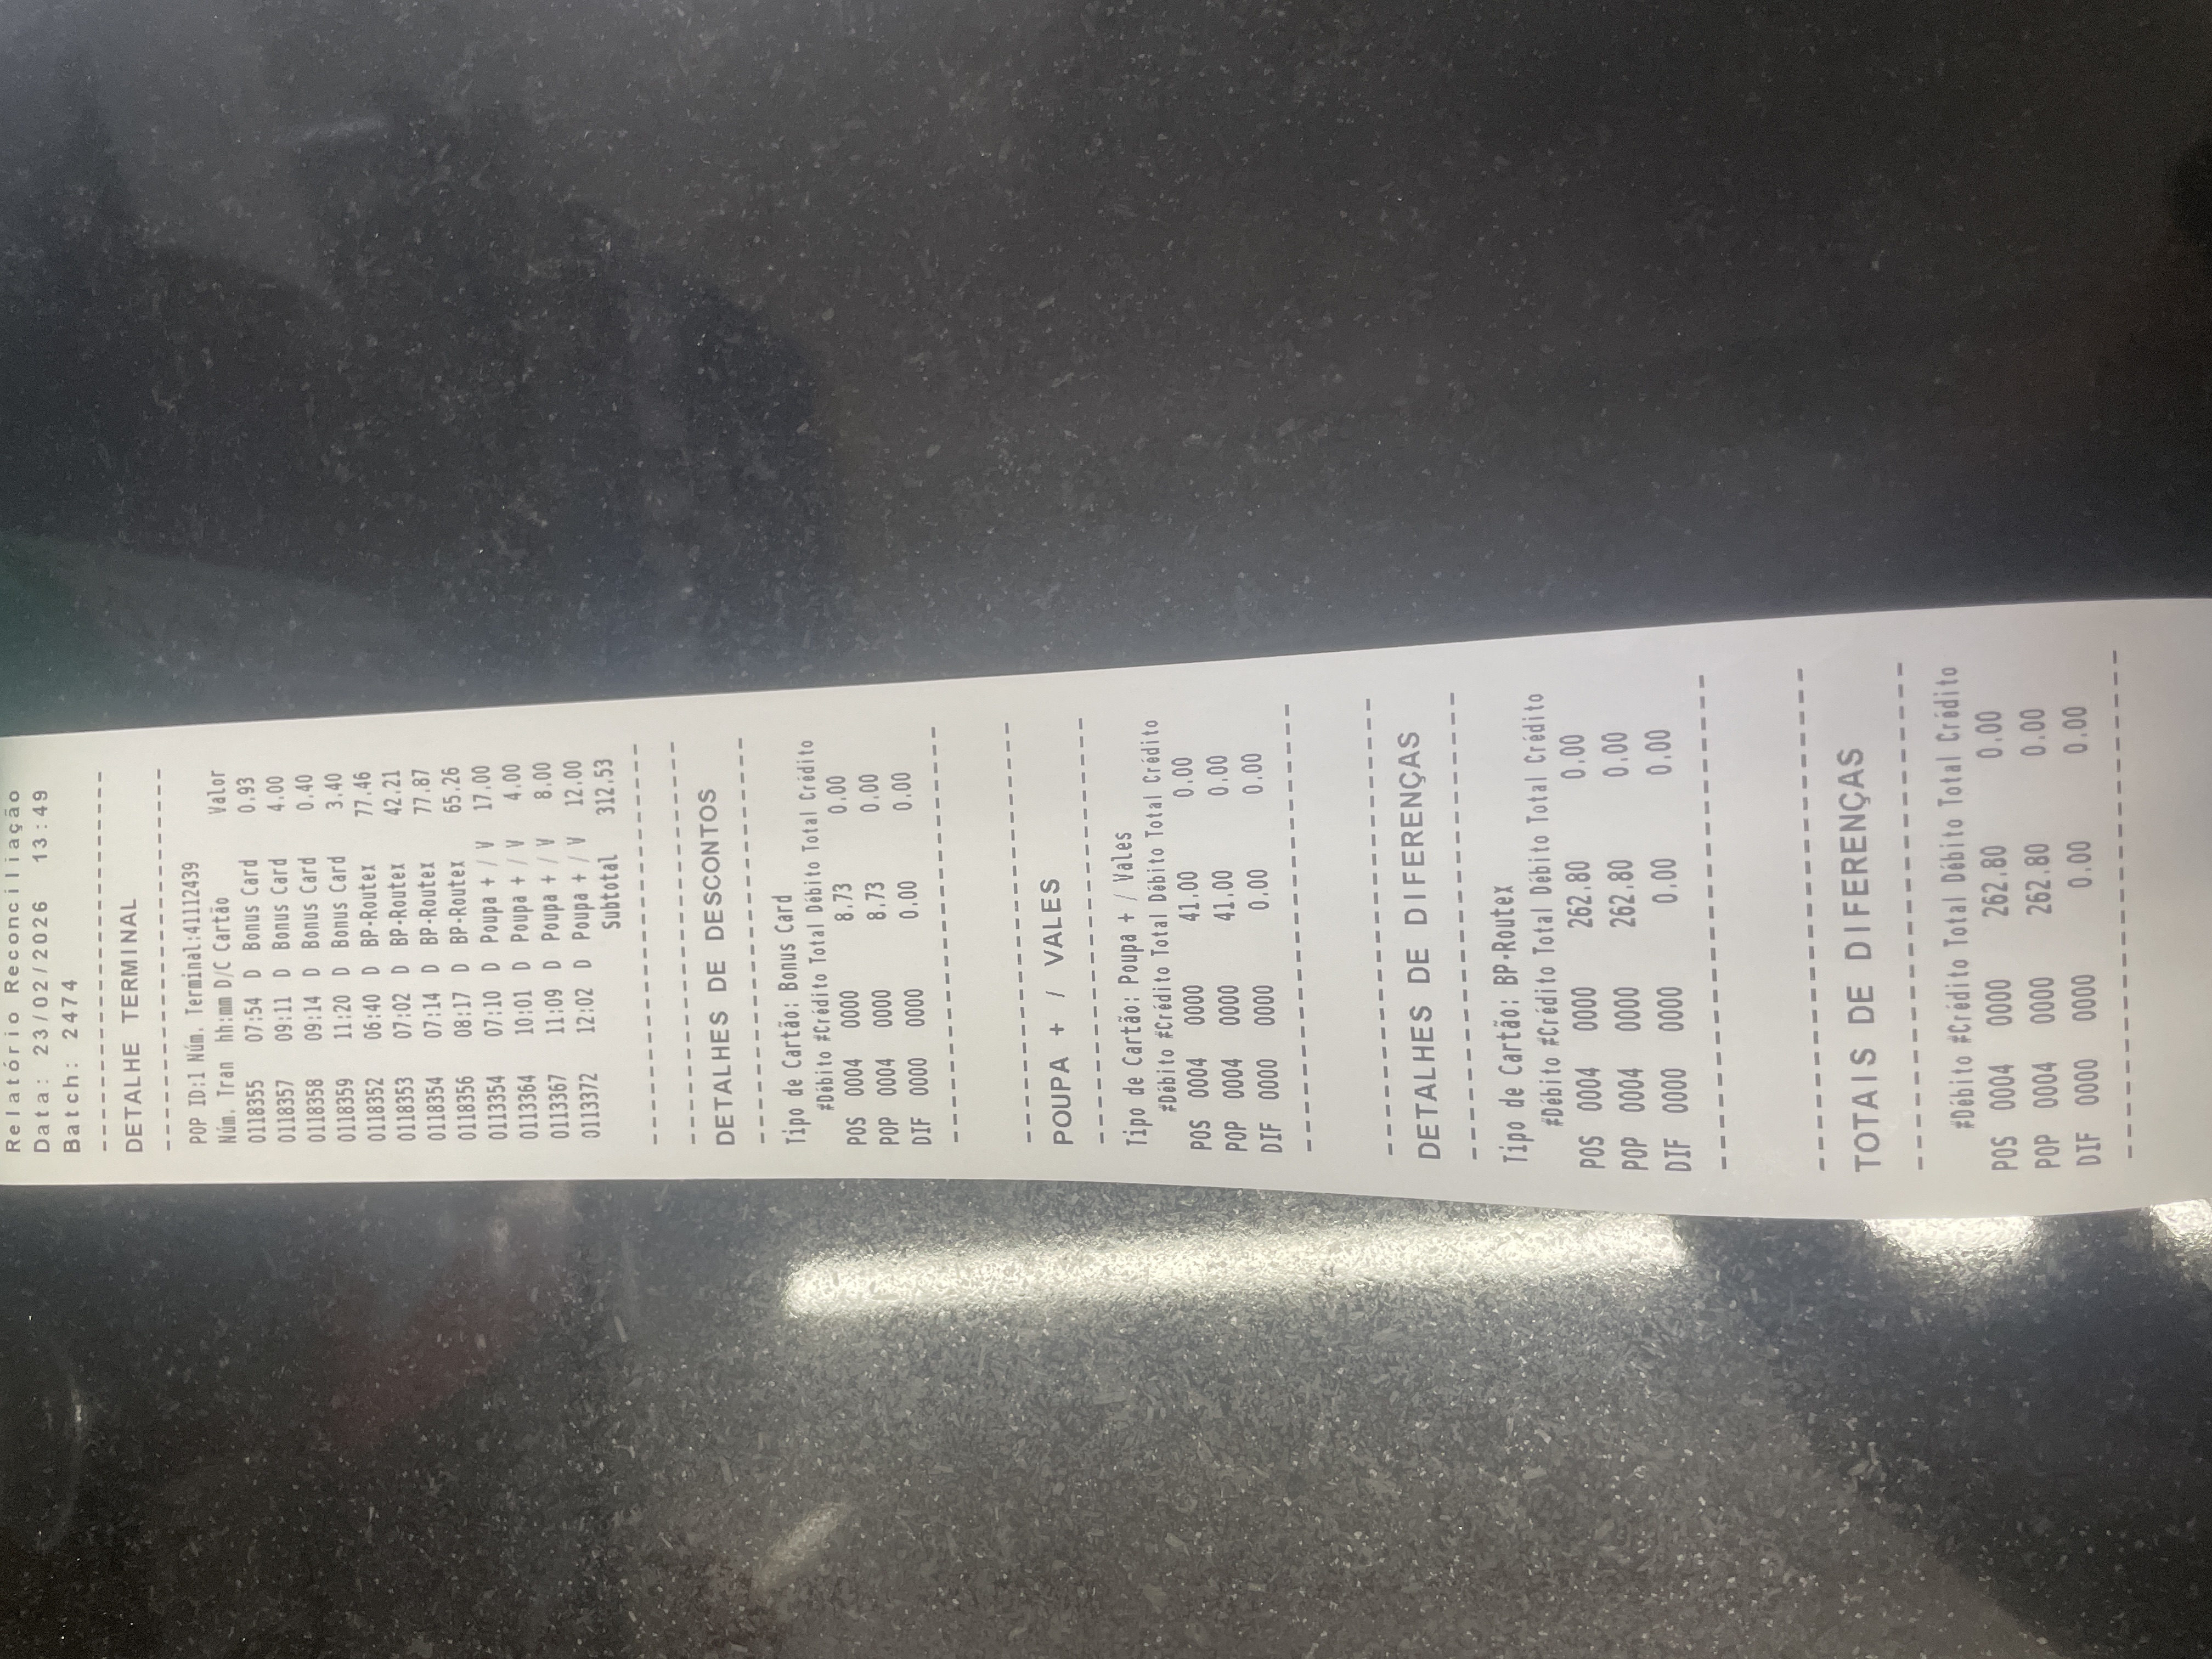 Relatório Reconciliação
Data: 23/02/2026 13:49
Batch: 2474
--------------------------
DETALHE TERMINAL
--------------------------
POP ID:1 Núm. Terminal:41112439
Núm. Tran hh:mm D/C Cartão Valor
0118355 07:54 D Bonus Card 0.93
0118357 09:11 D Bonus Card 4.00
0118358 09:14 D Bonus Card 0.40
0118359 11:20 D Bonus Card 3.40
0118352 06:40 D BP-Routex 77.46
0118353 07:02 D BP-Routex 42.21
0118354 07:14 D BP-Routex 77.87
0118356 08:17 D BP-Routex 65.26
0113354 07:10 D Poupa + / V 17.00
0113364 10:01 D Poupa + / V 4.00
0113367 11:09 D Poupa + / V 8.00
0113372 12:02 D Poupa + / V 12.00
Subtotal 312.53
--------------------------
--------------------------
DETALHES DE DESCONTOS
--------------------------
Tipo de Cartão: Bonus Card
#Débito #Crédito Total Débito Total Crédito
POS 0004 0000 8.73 0.00
POP 0004 0000 8.73 0.00
DIF 0000 0000 0.00 0.00
--------------------------
--------------------------
POUPA + / VALES
--------------------------
Tipo de Cartão: Poupa + / Vales
#Débito #Crédito Total Débito Total Crédito
POS 0004 0000 41.00 0.00
POP 0004 0000 41.00 0.00
DIF 0000 0000 0.00 0.00
--------------------------
--------------------------
DETALHES DE DIFERENÇAS
--------------------------
Tipo de Cartão: BP-Routex
#Débito #Crédito Total Débito Total Crédito
POS 0004 0000 262.80 0.00
POP 0004 0000 262.80 0.00
DIF 0000 0000 0.00 0.00
--------------------------
--------------------------
TOTAIS DE DIFERENÇAS
--------------------------
#Débito #Crédito Total Débito Total Crédito
POS 0004 0000 262.80 0.00
POP 0004 0000 262.80 0.00
DIF 0000 0000 0.00 0.00
--------------------------